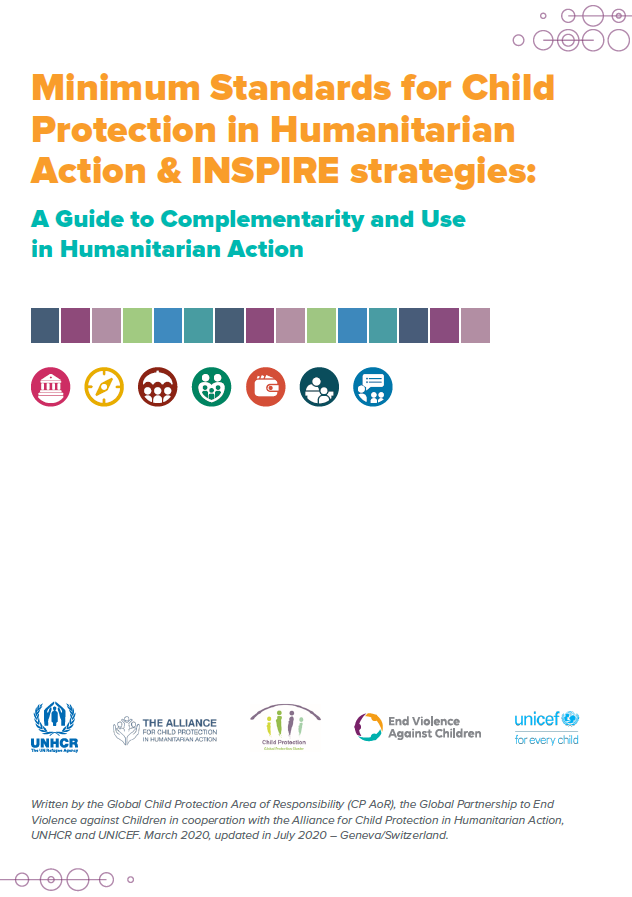 Minimum Standards for Child
Protection in Humanitarian
Action & INSPIRE strategies:
A Guide to Complementarity and Use
in Humanitarian Action
UNHCR
The UN Refugee Agency
THE ALLIANCE
FOR CHILD PROTECTION
IN HUMANITARIAN ACTION
Child Protection
Global Protection Cluster
End Violence
Against Children
unicef
for every child
Written by the Global Child Protection Area of Responsibility (CP AoR), the Global Partnership to End
Violence against Children in cooperation with the Alliance for Child Protection in Humanitarian Action,
UNHCR and UNICEF. March 2020, updated in July 2020 – Geneva/Switzerland.